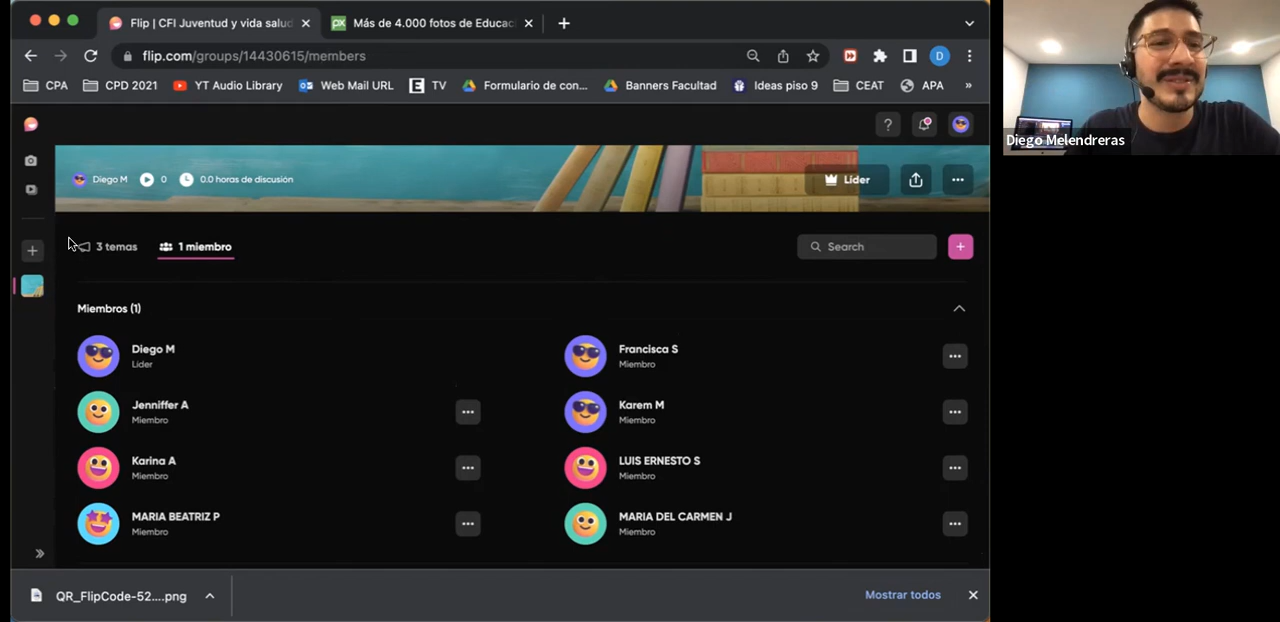 Flip | CFI Juventud y vida salud
Más de 4.000 fotos de Educac
flip.com/groups/14430615/members
D
CPA
CPD 2021
YT Audio Library
Web Mail URL
TV
Formulario de con...
Banners Facultad
Ideas piso 9
CEAT
APA
»
Diego M
0
0.0 horas de discusión
Líder
3 temas
1 miembro
Search
Miembros (1)
Diego M
Líder
Francisca S
Miembro
Jenniffer A
Miembro
Karem M
Miembro
Karina A
Miembro
LUIS ERNESTO S
Miembro
MARIA BEATRIZ P
Miembro
MARIA DEL CARMEN J
Miembro
QR_FlipCode-52....png
Mostrar todos
Diego Melendreras